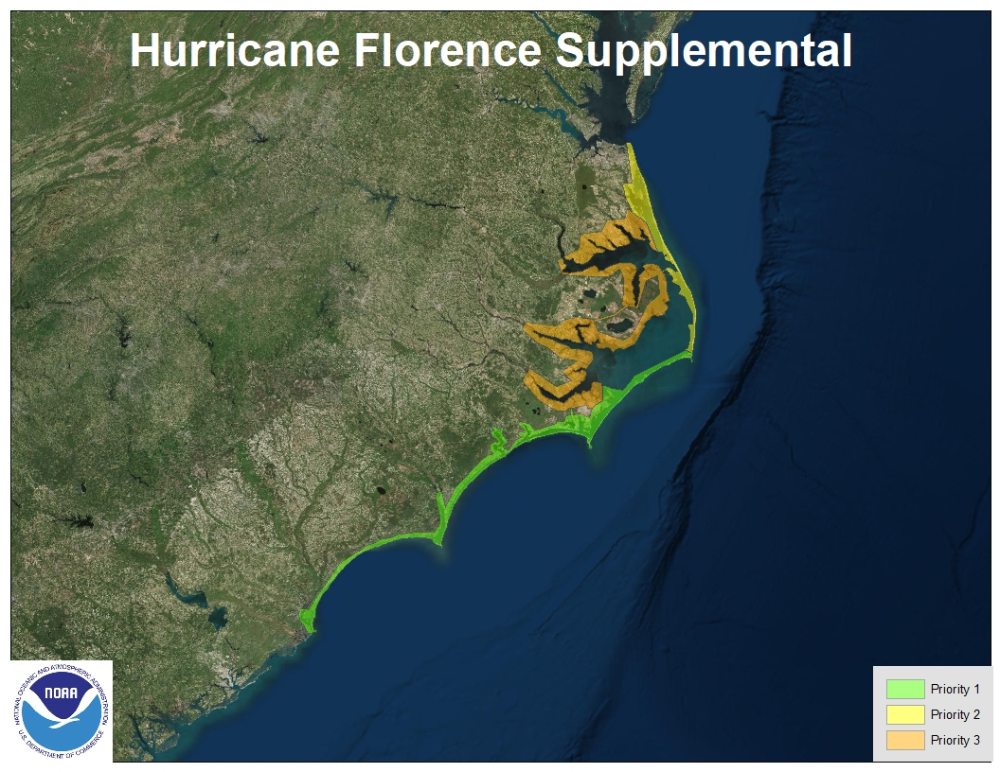 Hurricane Florence Supplemental
NATIONAL OCEANIC AND ATMOSPHERIC ADMINISTRATION
NOAA
U.S. DEPARTMENT OF COMMERCE
Priority 1
Priority 2
Priority 3